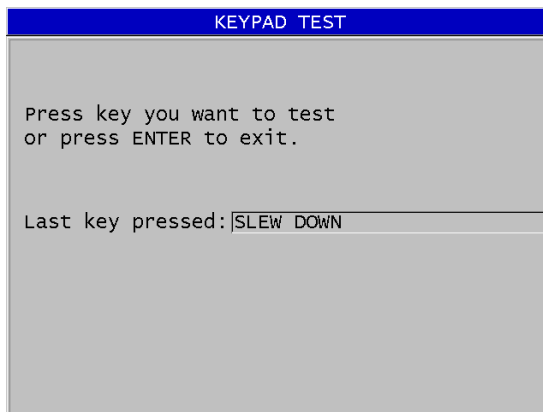 KEYPAD TEST
Press key you want to test
or press ENTER to exit.
Last key pressed: SLEW DOWN